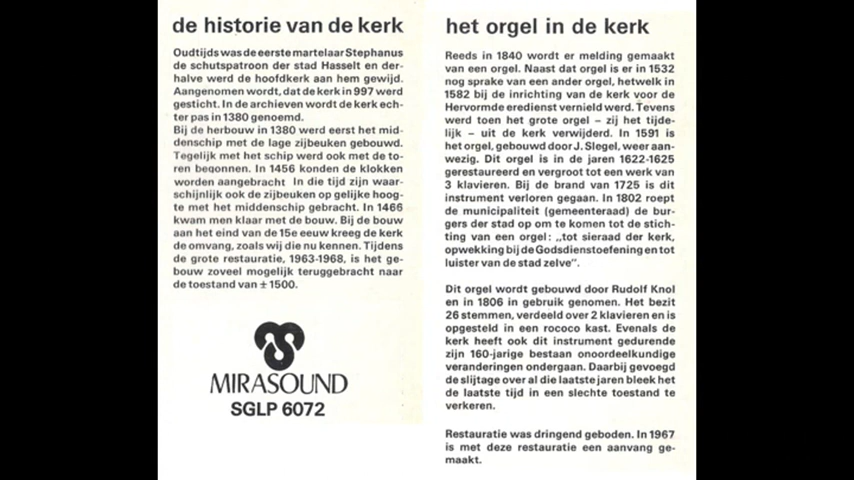 de historie van de kerk
Oudtijds was de eerste martelaar Stephanus
de schutspatroon der stad Hasselt en der-
halve werd de hoofdkerk aan hem gewijd.
Aangenomen wordt, dat de kerk in 997 werd
gesticht. In de archieven wordt de kerk ech-
ter pas in 1380 genoemd.
Bij de herbouw in 1380 werd eerst het mid-
denschip met de lage zijbeuken gebouwd.
Tegelijk met het schip werd ook met de to-
ren begonnen. In 1456 konden de klokken
worden aangebracht In die tijd zijn waar-
schijnlijk ook de zijbeuken op gelijke hoog-
te met het middenschip gebracht. In 1466
kwam men klaar met de bouw. Bij de bouw
aan het eind van de 15e eeuw kreeg de kerk
de omvang, zoals wij die nu kennen. Tijdens
de grote restauratie, 1963-1968, is het ge-
bouw zoveel mogelijk teruggebracht naar
de toestand van ± 1500.
MIRASOUND
SGLP 6072
het orgel in de kerk
Reeds in 1840 wordt er melding gemaakt
van een orgel. Naast dat orgel is er in 1532
nog sprake van een ander orgel, hetwelk in
1582 bij de inrichting van de kerk voor de
Hervormde eredienst vernield werd. Tevens
werd toen het grote orgel – zij het tijde-
lijk – uit de kerk verwijderd. In 1591 is
het orgel, gebouwd door J. Slegel, weer aan-
wezig. Dit orgel is in de jaren 1622-1625
gerestaureerd en vergroot tot een werk van
3 klavieren. Bij de brand van 1725 is dit
instrument verloren gegaan. In 1802 roept
de municipaliteit (gemeenteraad) de bur-
gers der stad op om te komen tot de stich-
ting van een orgel: „tot sieraad der kerk,
opwekking bij de Godsdienstoefening en tot
luister van de stad zelve”.
Dit orgel wordt gebouwd door Rudolf Knol
en in 1806 in gebruik genomen. Het bezit
26 stemmen, verdeeld over 2 klavieren en is
opgesteld in een rococo kast. Evenals de
kerk heeft ook dit instrument gedurende
zijn 160-jarige bestaan onoordeelkundige
veranderingen ondergaan. Daarbij gevoegd
de slijtage over al die laatste jaren bleek het
de laatste tijd in een slechte toestand te
verkeren.
Restauratie was dringend geboden. In 1967
is met deze restauratie een aanvang ge-
maakt.